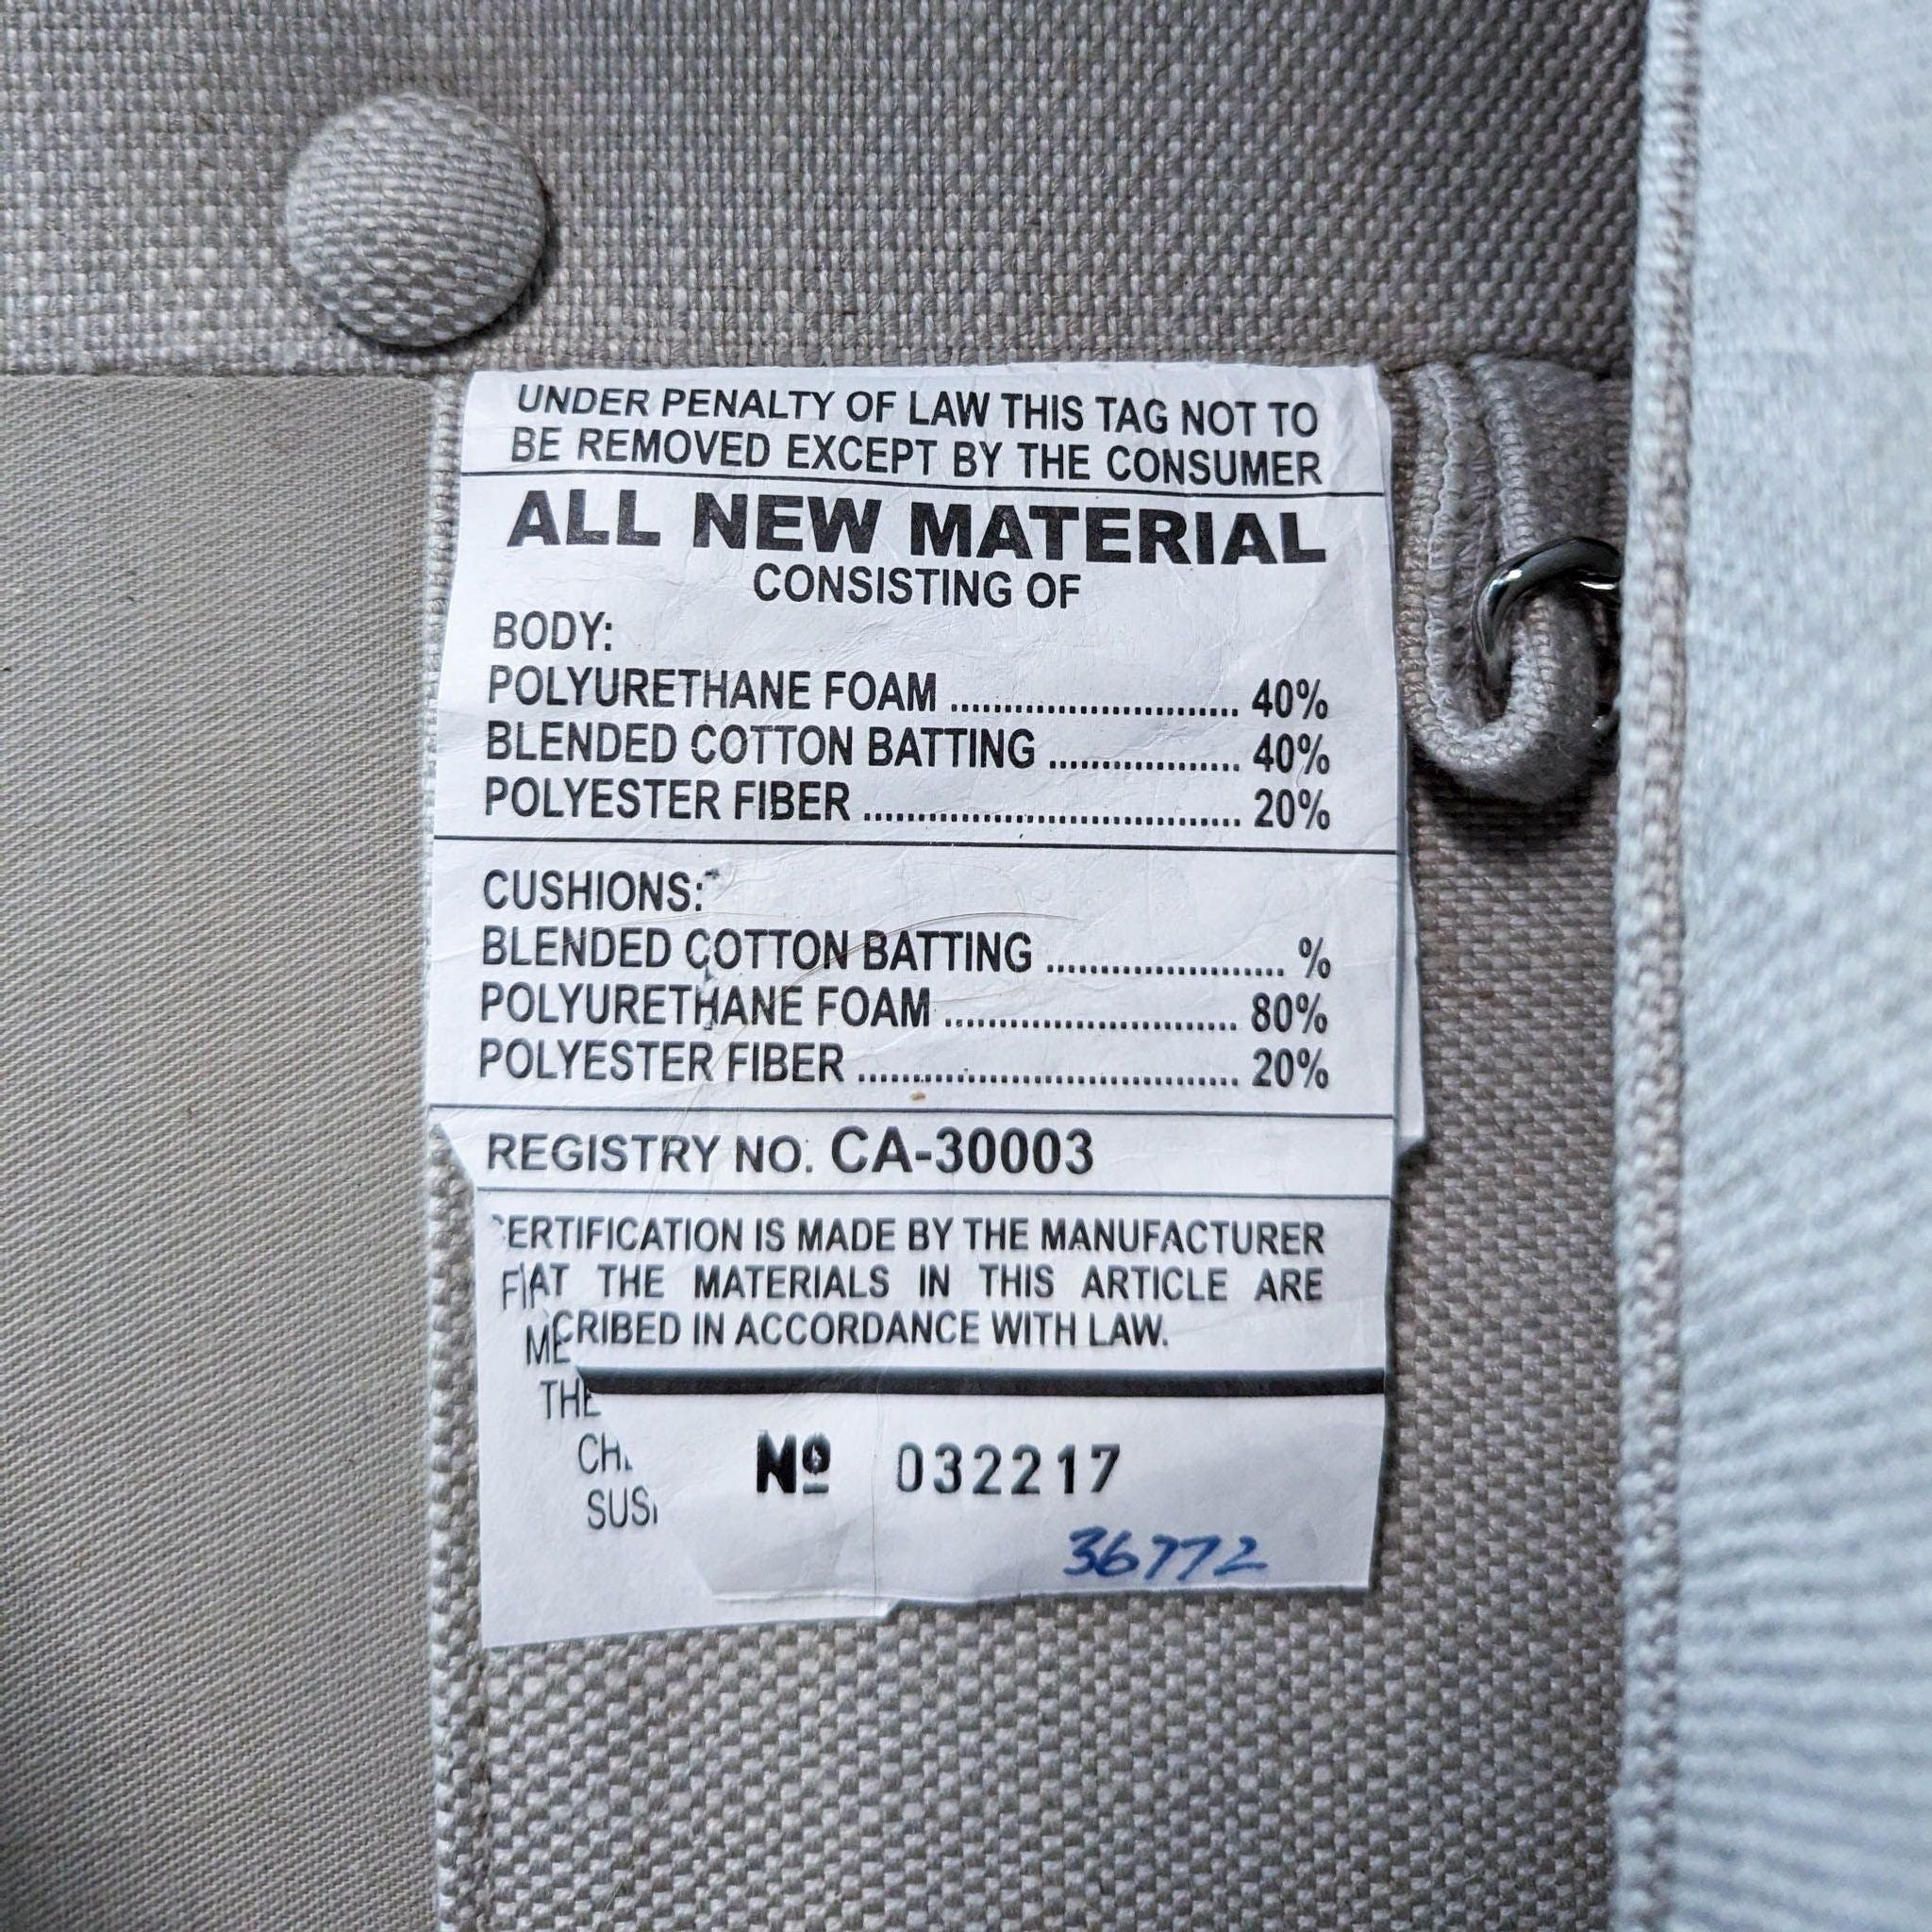 UNDER PENALTY OF LAW THIS TAG NOT TO
BE REMOVED EXCEPT BY THE CONSUMER
ALL NEW MATERIAL
CONSISTING OF
BODY:
POLYURETHANE FOAM ........................... 40%
BLENDED COTTON BATTING .................. 40%
POLYESTER FIBER ................................... 20%
CUSHIONS:
BLENDED COTTON BATTING ...................... %
POLYURETHANE FOAM ........................... 80%
POLYESTER FIBER ................................... 20%
REGISTRY NO. CA-30003
ERTIFICATION IS MADE BY THE MANUFACTURER
AT THE MATERIALS IN THIS ARTICLE ARE
CRIBED IN ACCORDANCE WITH LAW.
THE
№ 032217
36772